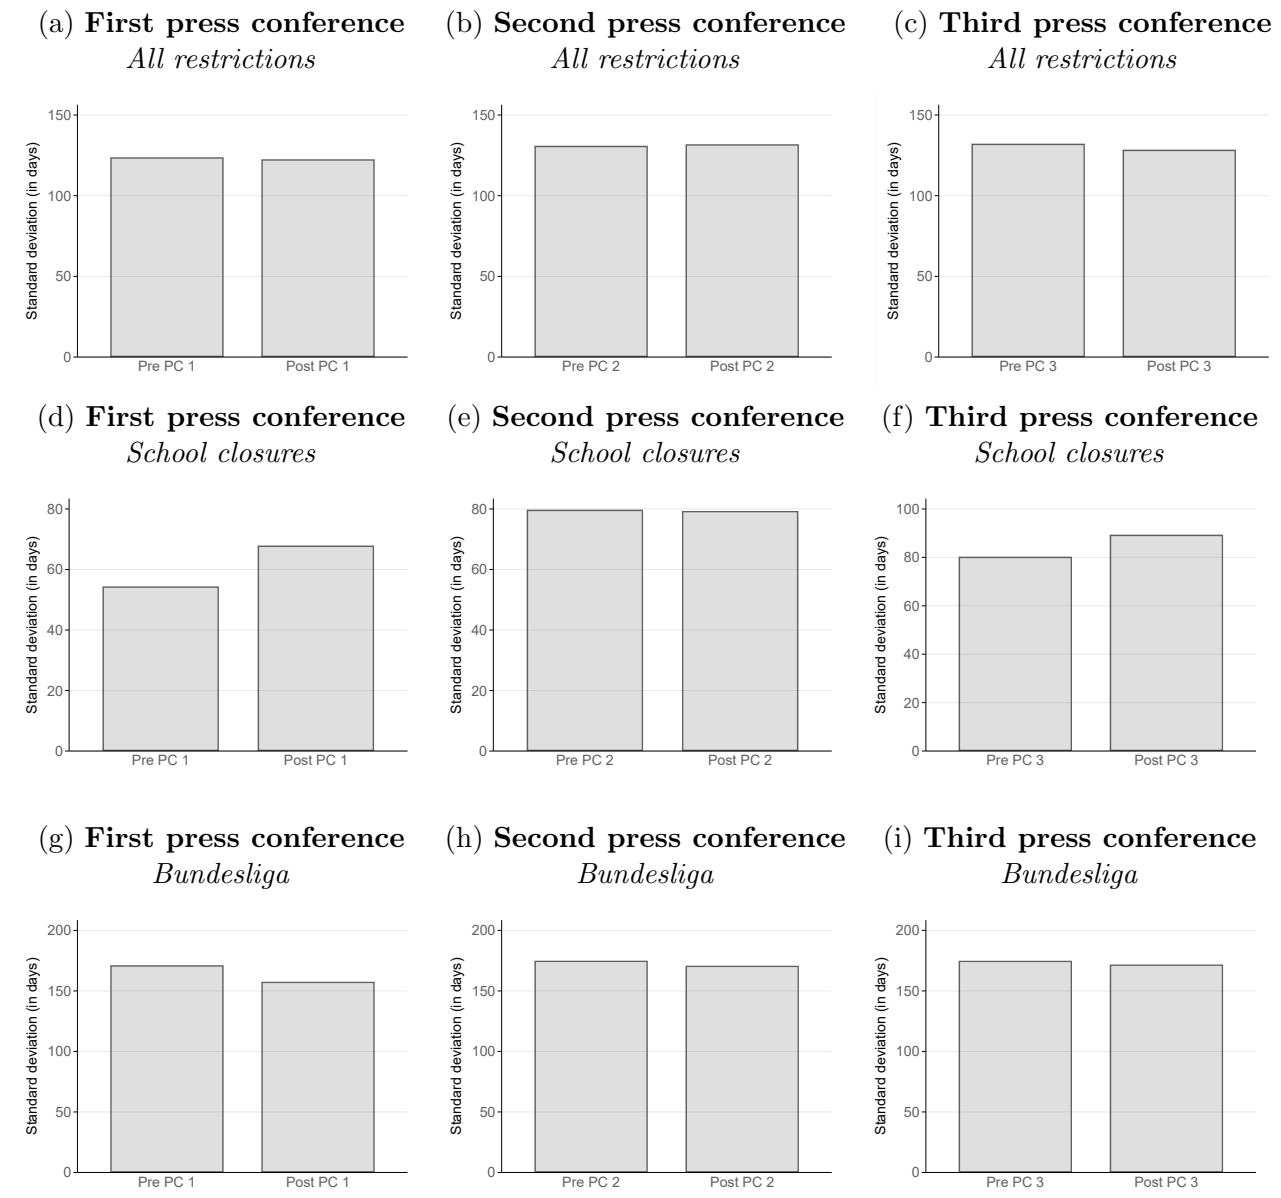 (a) First press conference
All restrictions
Standard deviation (in days)
150
100
50
0
Pre PC 1 Post PC 1
(b) Second press conference
All restrictions
Standard deviation (in days)
150
100
50
0
Pre PC 2 Post PC 2
(c) Third press conference
All restrictions
Standard deviation (in days)
150
100
50
0
Pre PC 3 Post PC 3
(d) First press conference
School closures
Standard deviation (in days)
80
60
40
20
0
Pre PC 1 Post PC 1
(e) Second press conference
School closures
Standard deviation (in days)
80
60
40
20
0
Pre PC 2 Post PC 2
(f) Third press conference
School closures
Standard deviation (in days)
100
80
60
40
20
0
Pre PC 3 Post PC 3
(g) First press conference
Bundesliga
Standard deviation (in days)
200
150
100
50
0
Pre PC 1 Post PC 1
(h) Second press conference
Bundesliga
Standard deviation (in days)
200
150
100
50
0
Pre PC 2 Post PC 2
(i) Third press conference
Bundesliga
Standard deviation (in days)
200
150
100
50
0
Pre PC 3 Post PC 3